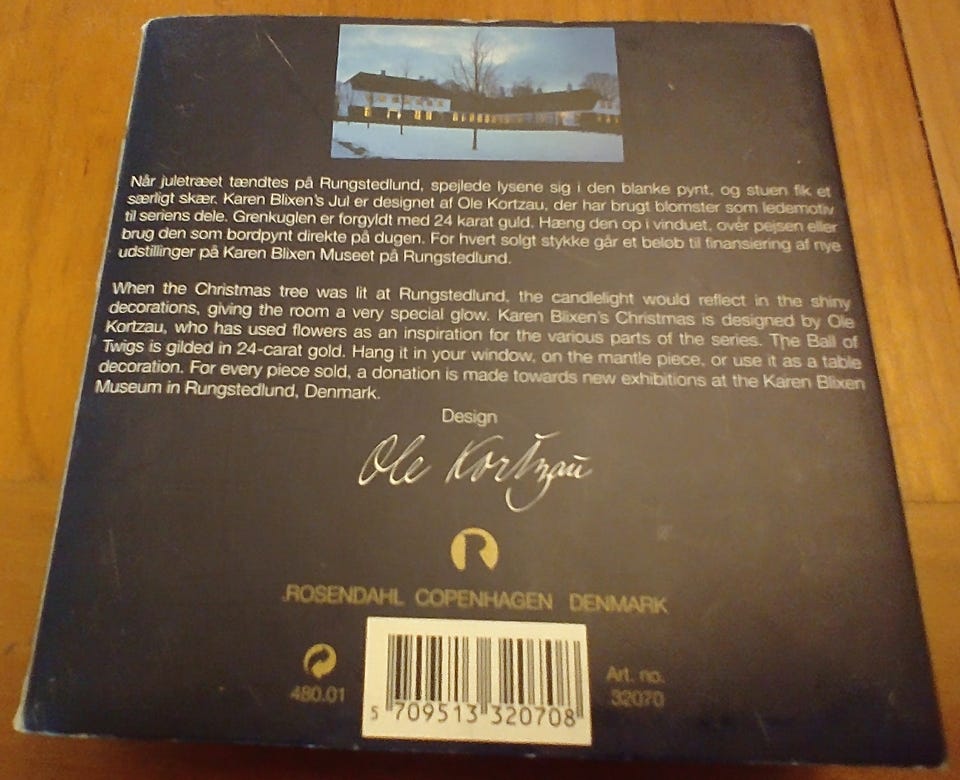 Når juletræet tændtes på Rungstedlund, spejlede lysene sig i den blanke pynt, og stuen fik et
særligt skær. Karen Blixen's Jul er designet af Ole Kortzau, der har brugt blomster som ledemotiv
til seriens dele. Grenkuglen er forgyldt med 24 karat guld. Hæng den op i vinduet, over pejsen eller
brug den som bordpynt direkte på dugen. For hvert solgt stykke går et beløb til finansiering af nye
udstillinger på Karen Blixen Museet på Rungstedlund.
When the Christmas tree was lit at Rungstedlund, the candlelight would reflect in the shiny
decorations, giving the room a very special glow. Karen Blixen's Christmas is designed by Ole
Kortzau, who has used flowers as an inspiration for the various parts of the series. The Ball of
Twigs is gilded in 24-carat gold. Hang it in your window, on the mantle piece, or use it as a table
decoration. For every piece sold, a donation is made towards new exhibitions at the Karen Blixen
Museum in Rungstedlund, Denmark.
Design
Ole Kortzau
R
ROSENDAHL COPENHAGEN DENMARK
480.01
Art. no.
32070
5 709513 320708